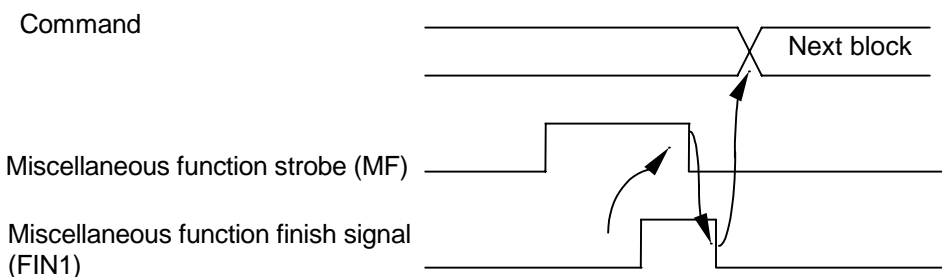 Command
Next block
Miscellaneous function strobe (MF)
Miscellaneous function finish signal
(FIN1)